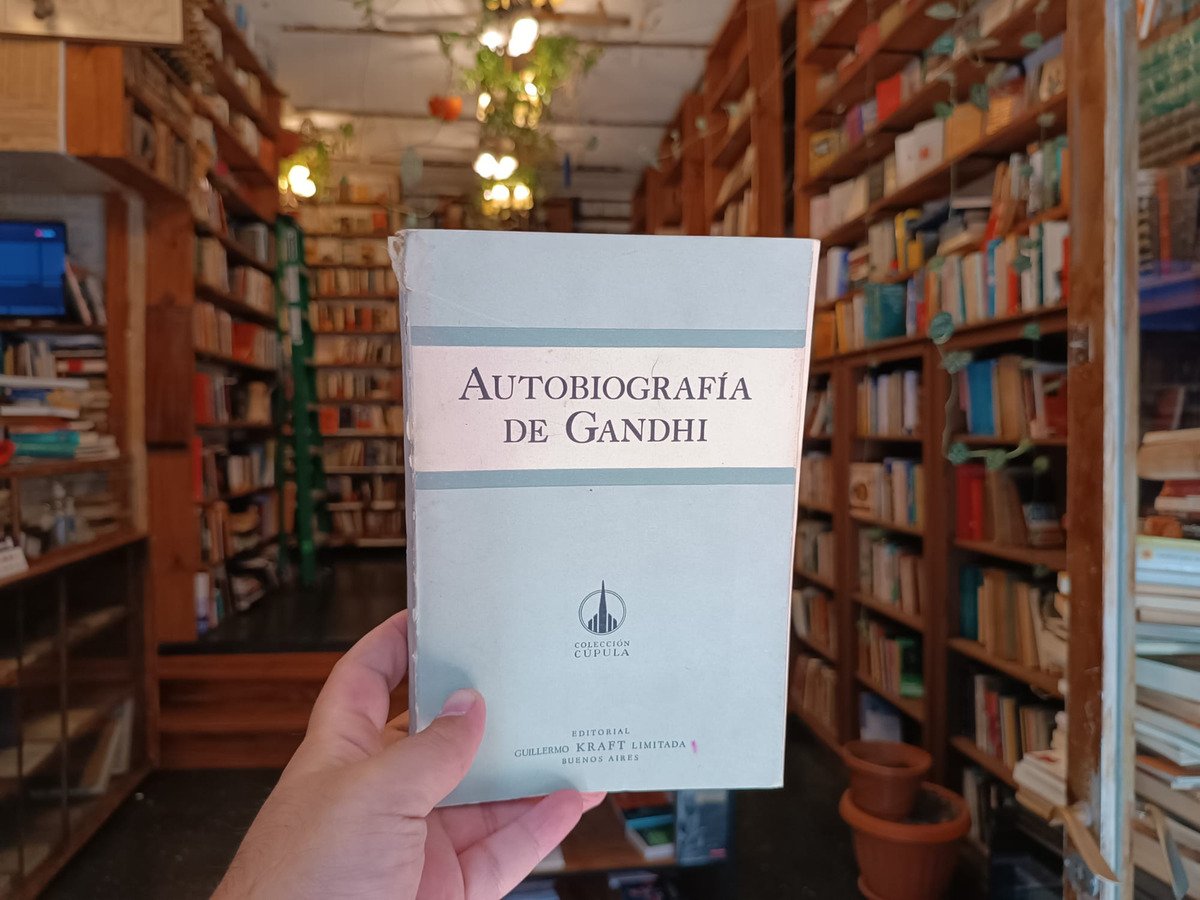 AUTOBIOGRAFÍA
DE GANDHI
COLECCIÓN
CUPULA
EDITORIAL
GUILLERMO KRAFT LIMITADA
BUENOS AIRES